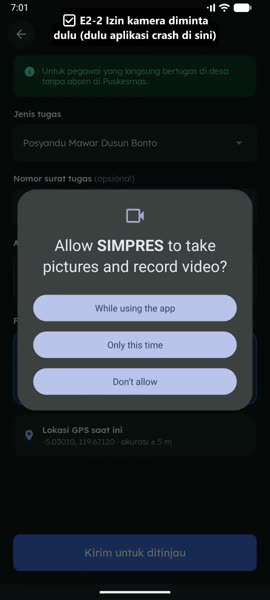 7:01
E2-2 Izin kamera diminta
dulu (dulu aplikasi crash di sini)
Untuk pegawai yang langsung bertugas di desa
tanpa absen di Puskesmas.
Jenis tugas
Posyandu Mawar Dusun Bonto
Nomor surat tugas (opsional)
Allow SIMPRES to take
pictures and record video?
While using the app
Only this time
Don't allow
Lokasi GPS saat ini
-5.03010, 119.67120 · akurasi ± 5 m
Kirim untuk ditinjau